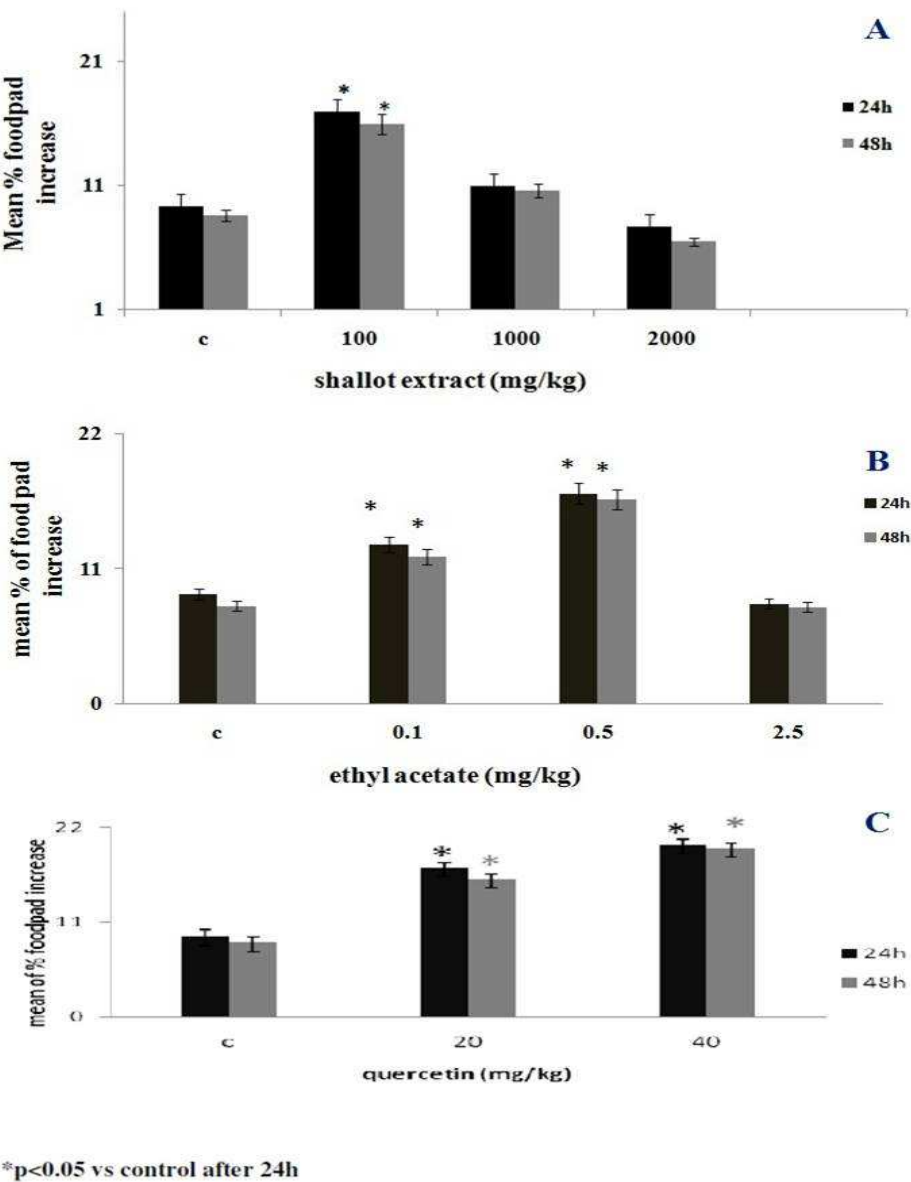 A
21
*
*
24h
48h
Mean % foodpad
increase
11
1
c 100 1000 2000
shallot extract (mg/kg)
22
B
* *
24h
*
*
48h
mean % of food pad
increase
11
0
c 0.1 0.5 2.5
ethyl acetate (mg/kg)
22
C
* *
* *
mean of % foodpad increase
11
24h
48h
0
c 20 40
quercetin (mg/kg)
*p<0.05 vs control after 24h